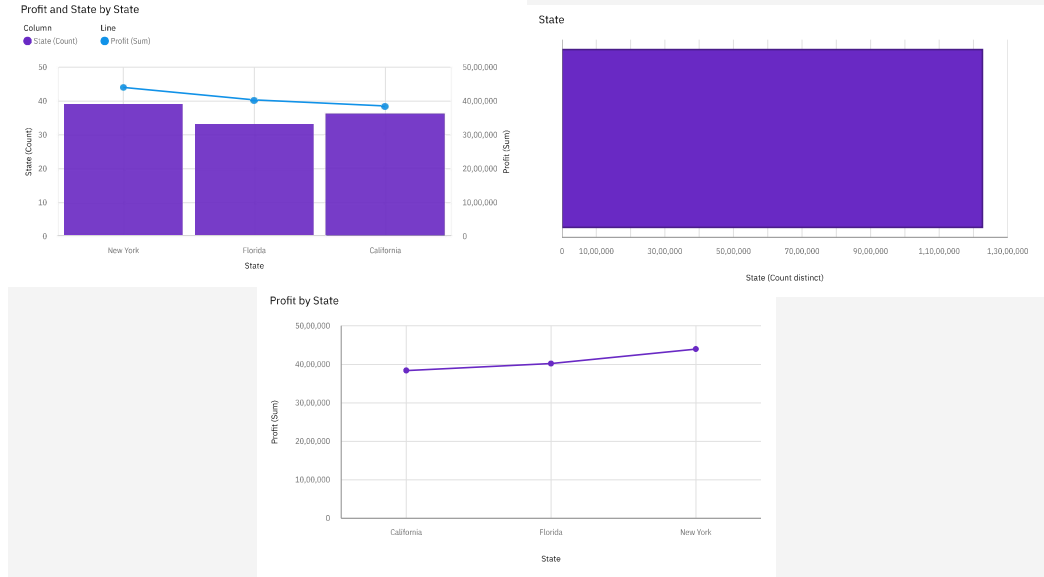 Profit and State by State
Column Line
State (Count) Profit (Sum)
50 50,00,000
40 40,00,000
30 30,00,000
20 20,00,000
10 10,00,000
0 0
State (Count)
Profit (Sum)
New York Florida California
State
State
0 10,00,000 30,00,000 50,00,000 70,00,000 90,00,000 1,10,00,000 1,30,00,000
State (Count distinct)
Profit by State
50,00,000
40,00,000
30,00,000
20,00,000
10,00,000
0
Profit (Sum)
California Florida New York
State